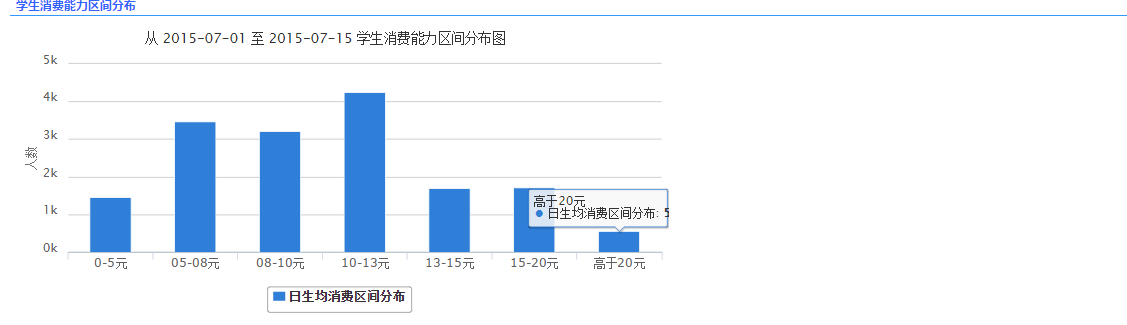 学生消费能力区间分布
从 2015-07-01 至 2015-07-15 学生消费能力区间分布图
5k
4k
3k
2k
1k
0k
人数
高于20元
日生均消费区间分布: 5
0-5元
05-08元
08-10元
10-13元
13-15元
15-20元
高于20元
日生均消费区间分布